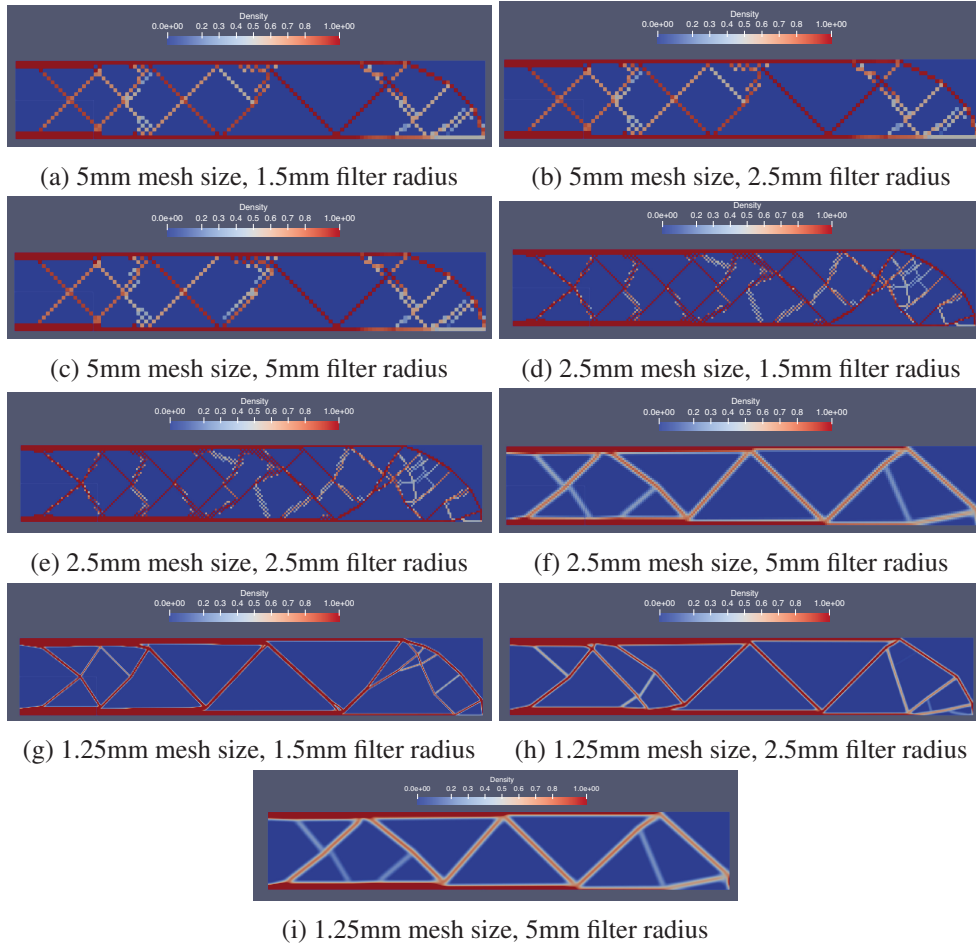 Density
0.0e+00 0.2 0.3 0.4 0.5 0.6 0.7 0.8 1.0e+00
(a) 5mm mesh size, 1.5mm filter radius
Density
0.0e+00 0.2 0.3 0.4 0.5 0.6 0.7 0.8 1.0e+00
(b) 5mm mesh size, 2.5mm filter radius
Density
0.0e+00 0.2 0.3 0.4 0.5 0.6 0.7 0.8 1.0e+00
(c) 5mm mesh size, 5mm filter radius
Density
0.0e+00 0.2 0.3 0.4 0.5 0.6 0.7 0.8 1.0e+00
(d) 2.5mm mesh size, 1.5mm filter radius
Density
0.0e+00 0.2 0.3 0.4 0.5 0.6 0.7 0.8 1.0e+00
(e) 2.5mm mesh size, 2.5mm filter radius
Density
0.0e+00 0.2 0.3 0.4 0.5 0.6 0.7 0.8 1.0e+00
(f) 2.5mm mesh size, 5mm filter radius
Density
0.0e+00 0.2 0.3 0.4 0.5 0.6 0.7 0.8 1.0e+00
(g) 1.25mm mesh size, 1.5mm filter radius
Density
0.0e+00 0.2 0.3 0.4 0.5 0.6 0.7 0.8 1.0e+00
(h) 1.25mm mesh size, 2.5mm filter radius
Density
0.0e+00 0.2 0.3 0.4 0.5 0.6 0.7 0.8 1.0e+00
(i) 1.25mm mesh size, 5mm filter radius